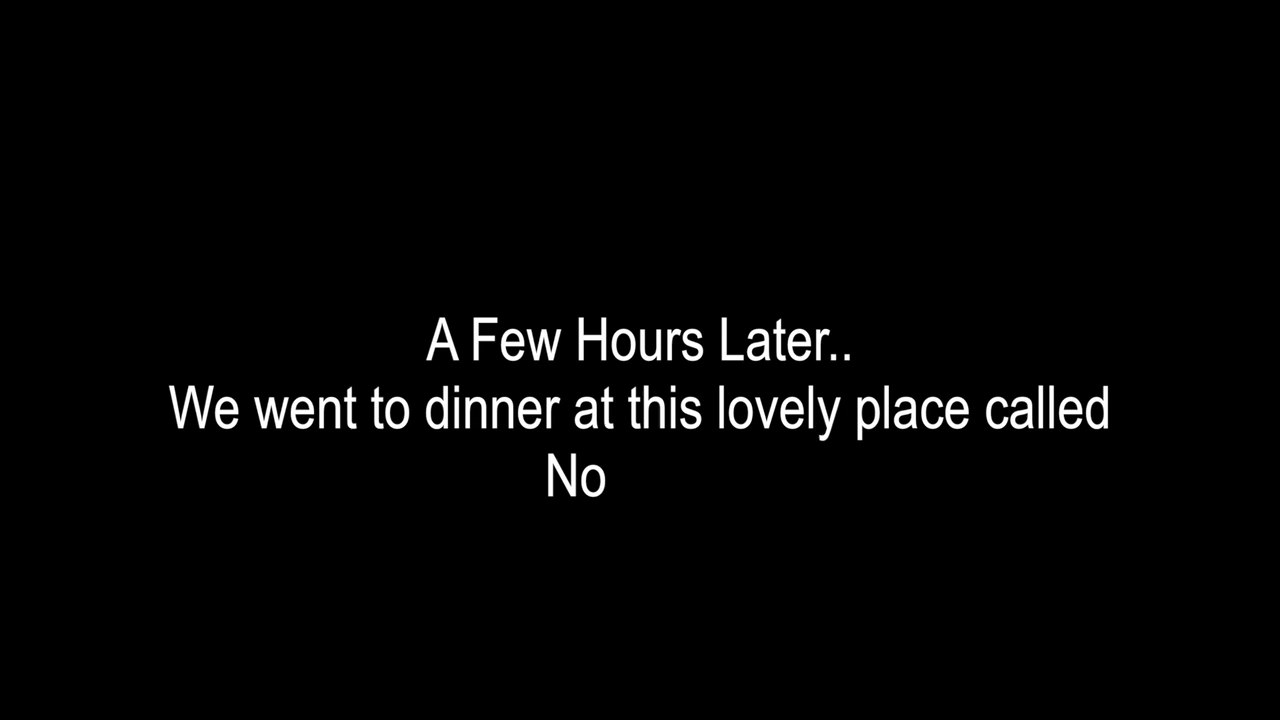 A Few Hours Later..
We went to dinner at this lovely place called
No